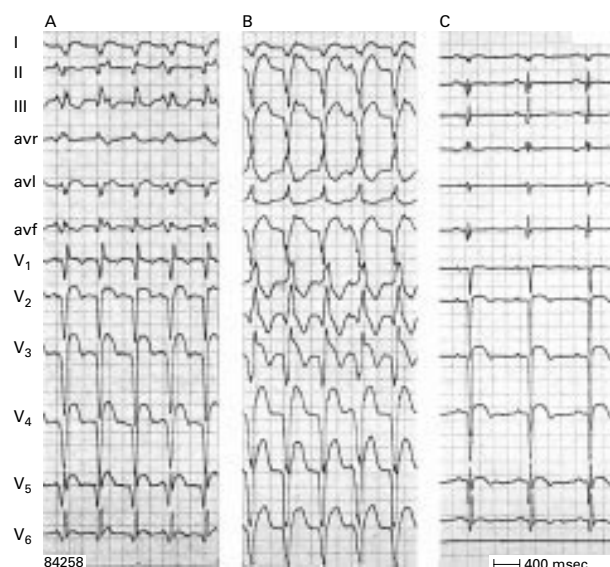 A B C
I
II
III
avr
avl
avf
V1
V2
V3
V4
V5
V6
84258
400 msec